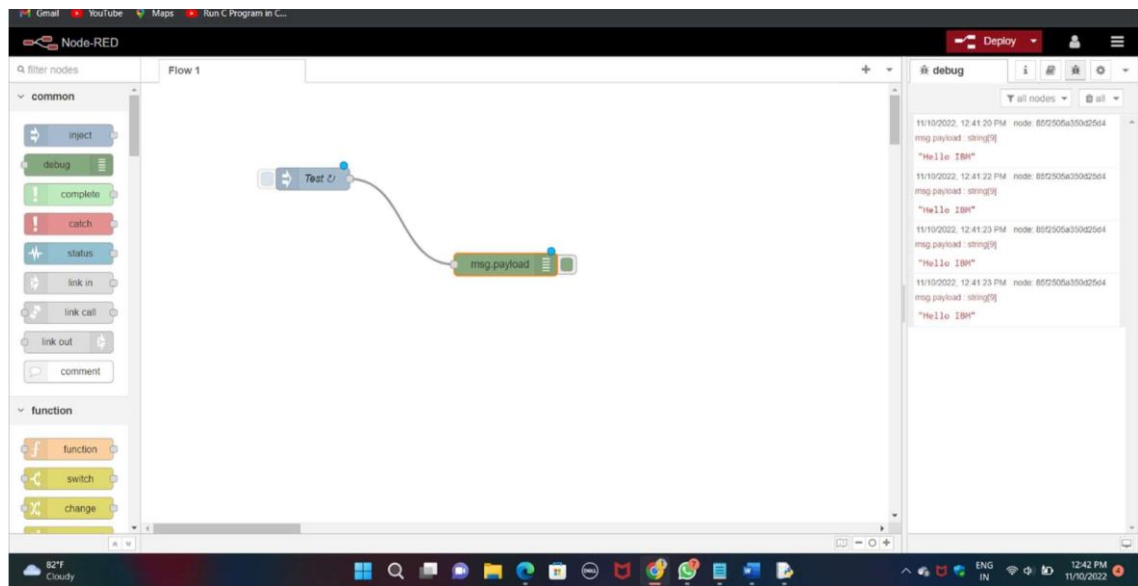 Gmail YouTube Maps Run C Program in C...
Node-RED Deploy
filter nodes
Flow 1
debug
i
common
all nodes
all
inject
debug
complete
catch
status
link in
link call
link out
comment
function
function
switch
change
Test ↻
msg.payload
11/10/2022, 12:41:20 PM node: 85f2505a350d25d4
msg.payload : string[9]
"Hello IBM"
11/10/2022, 12:41:22 PM node: 85f2505a350d25d4
msg.payload : string[9]
"Hello IBM"
11/10/2022, 12:41:23 PM node: 85f2505a350d25d4
msg.payload : string[9]
"Hello IBM"
11/10/2022, 12:41:23 PM node: 85f2505a350d25d4
msg.payload : string[9]
"Hello IBM"
82°F
Cloudy
DELL
ENG
IN
12:42 PM
11/10/2022
4